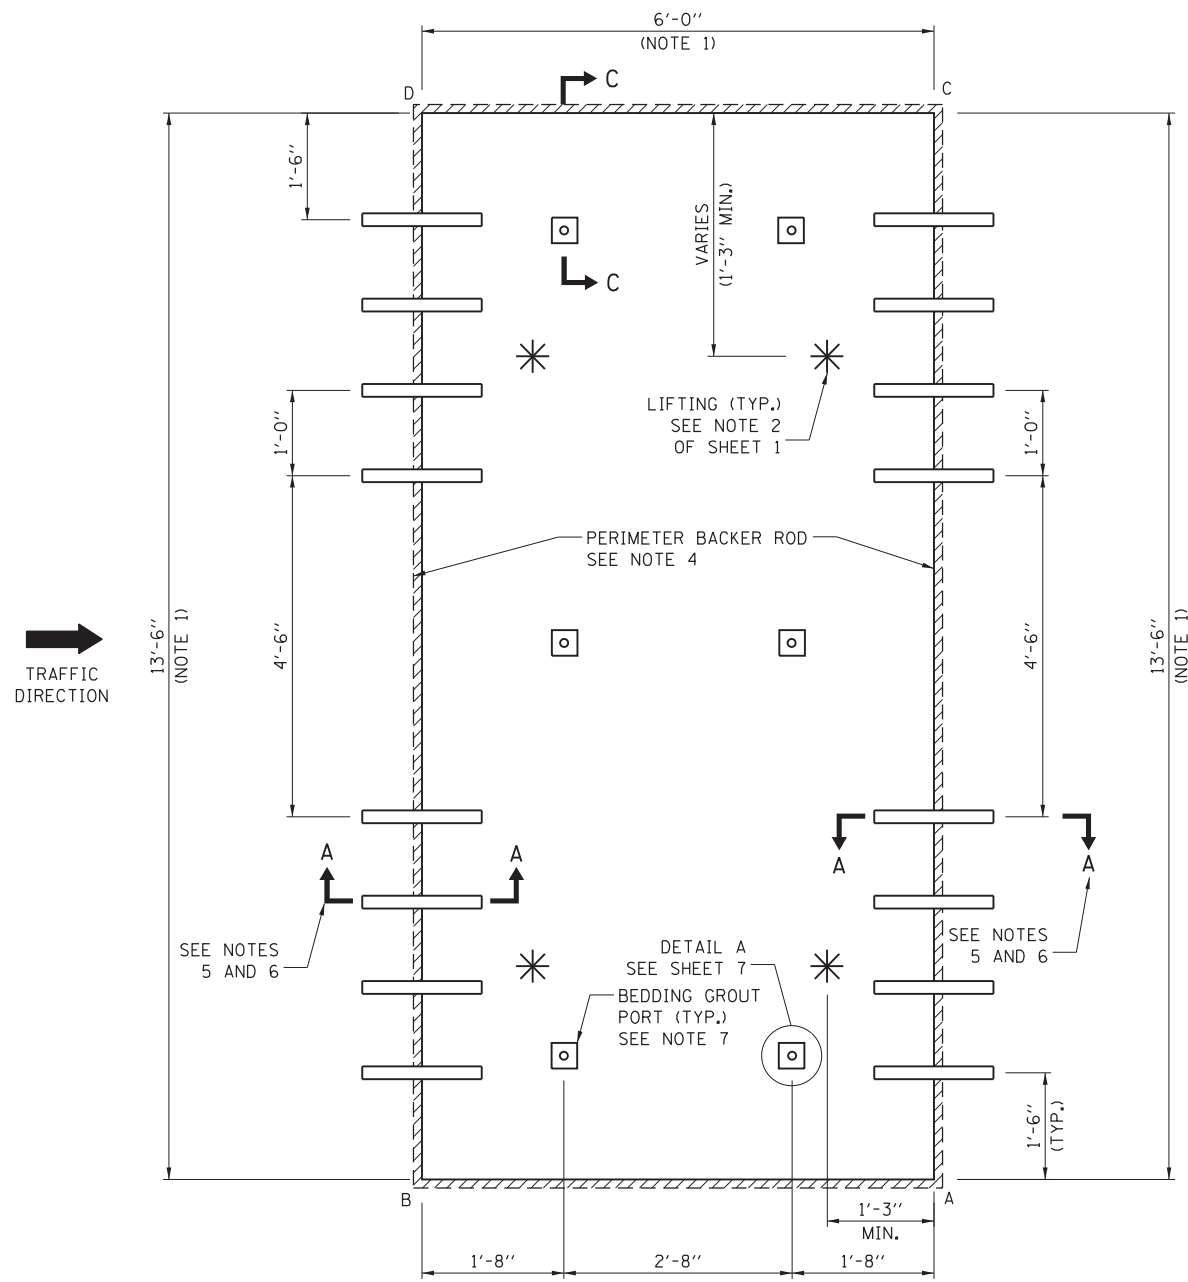 6'-0"
(NOTE 1)
C
D
C
1'-6"
VARIES
(1'-3" MIN.)
C
LIFTING (TYP.)
SEE NOTE 2
OF SHEET 1
1'-0"
1'-0"
PERIMETER BACKER ROD
SEE NOTE 4
13'-6"
(NOTE 1)
4'-6"
4'-6"
13'-6"
(NOTE 1)
TRAFFIC
DIRECTION
A
A
A
A
SEE NOTES
5 AND 6
DETAIL A
SEE SHEET 7
SEE NOTES
5 AND 6
BEDDING GROUT
PORT (TYP.)
SEE NOTE 7
1'-6"
(TYP.)
B
A
1'-3"
MIN.
1'-8"
2'-8"
1'-8"